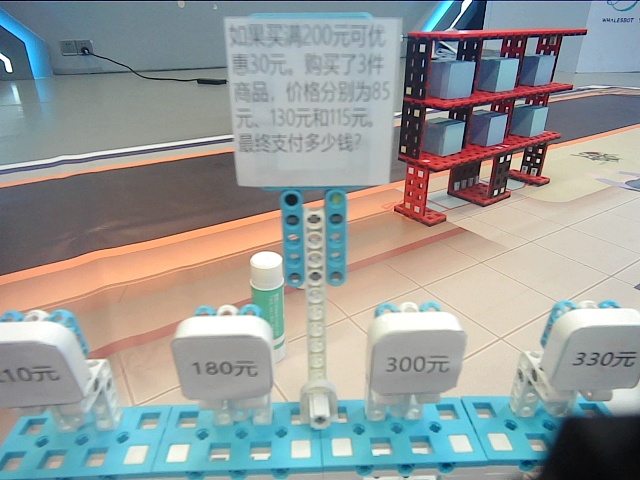 如果买满200元可优
惠30元。购买了3件
商品，价格分别为85
元、130元和115元。
最终支付多少钱？
210元
180元
300元
330元
WHALESBOT